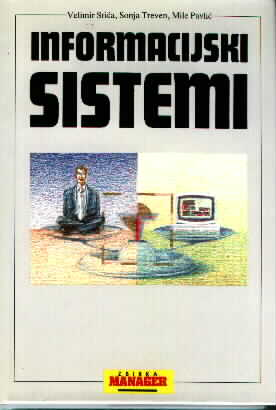 Velimir Srića, Sonja Treven, Mile Pavlić
INFORMACIJSKI
SISTEMI
ZBIRKA
MANAGER